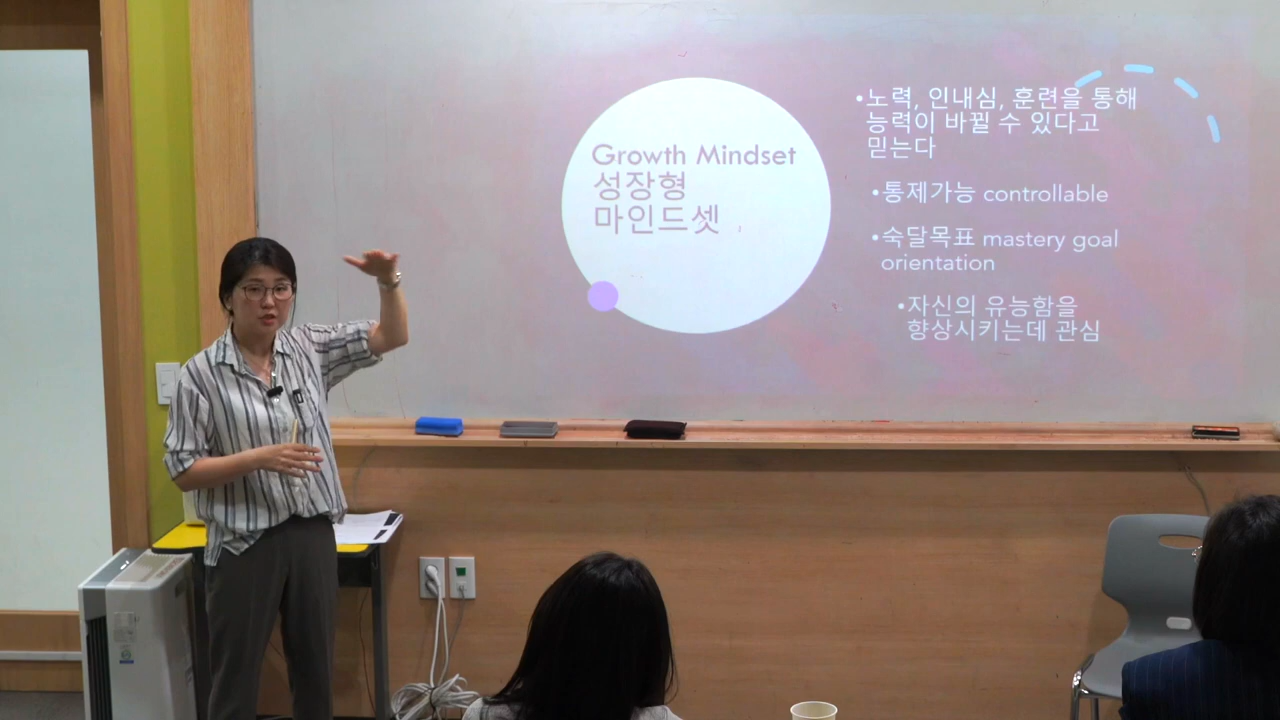 Growth Mindset
성장형
마인드셋
•노력, 인내심, 훈련을 통해
능력이 바뀔 수 있다고
믿는다
•통제가능 controllable
•숙달목표 mastery goal
orientation
•자신의 유능함을
향상시키는데 관심